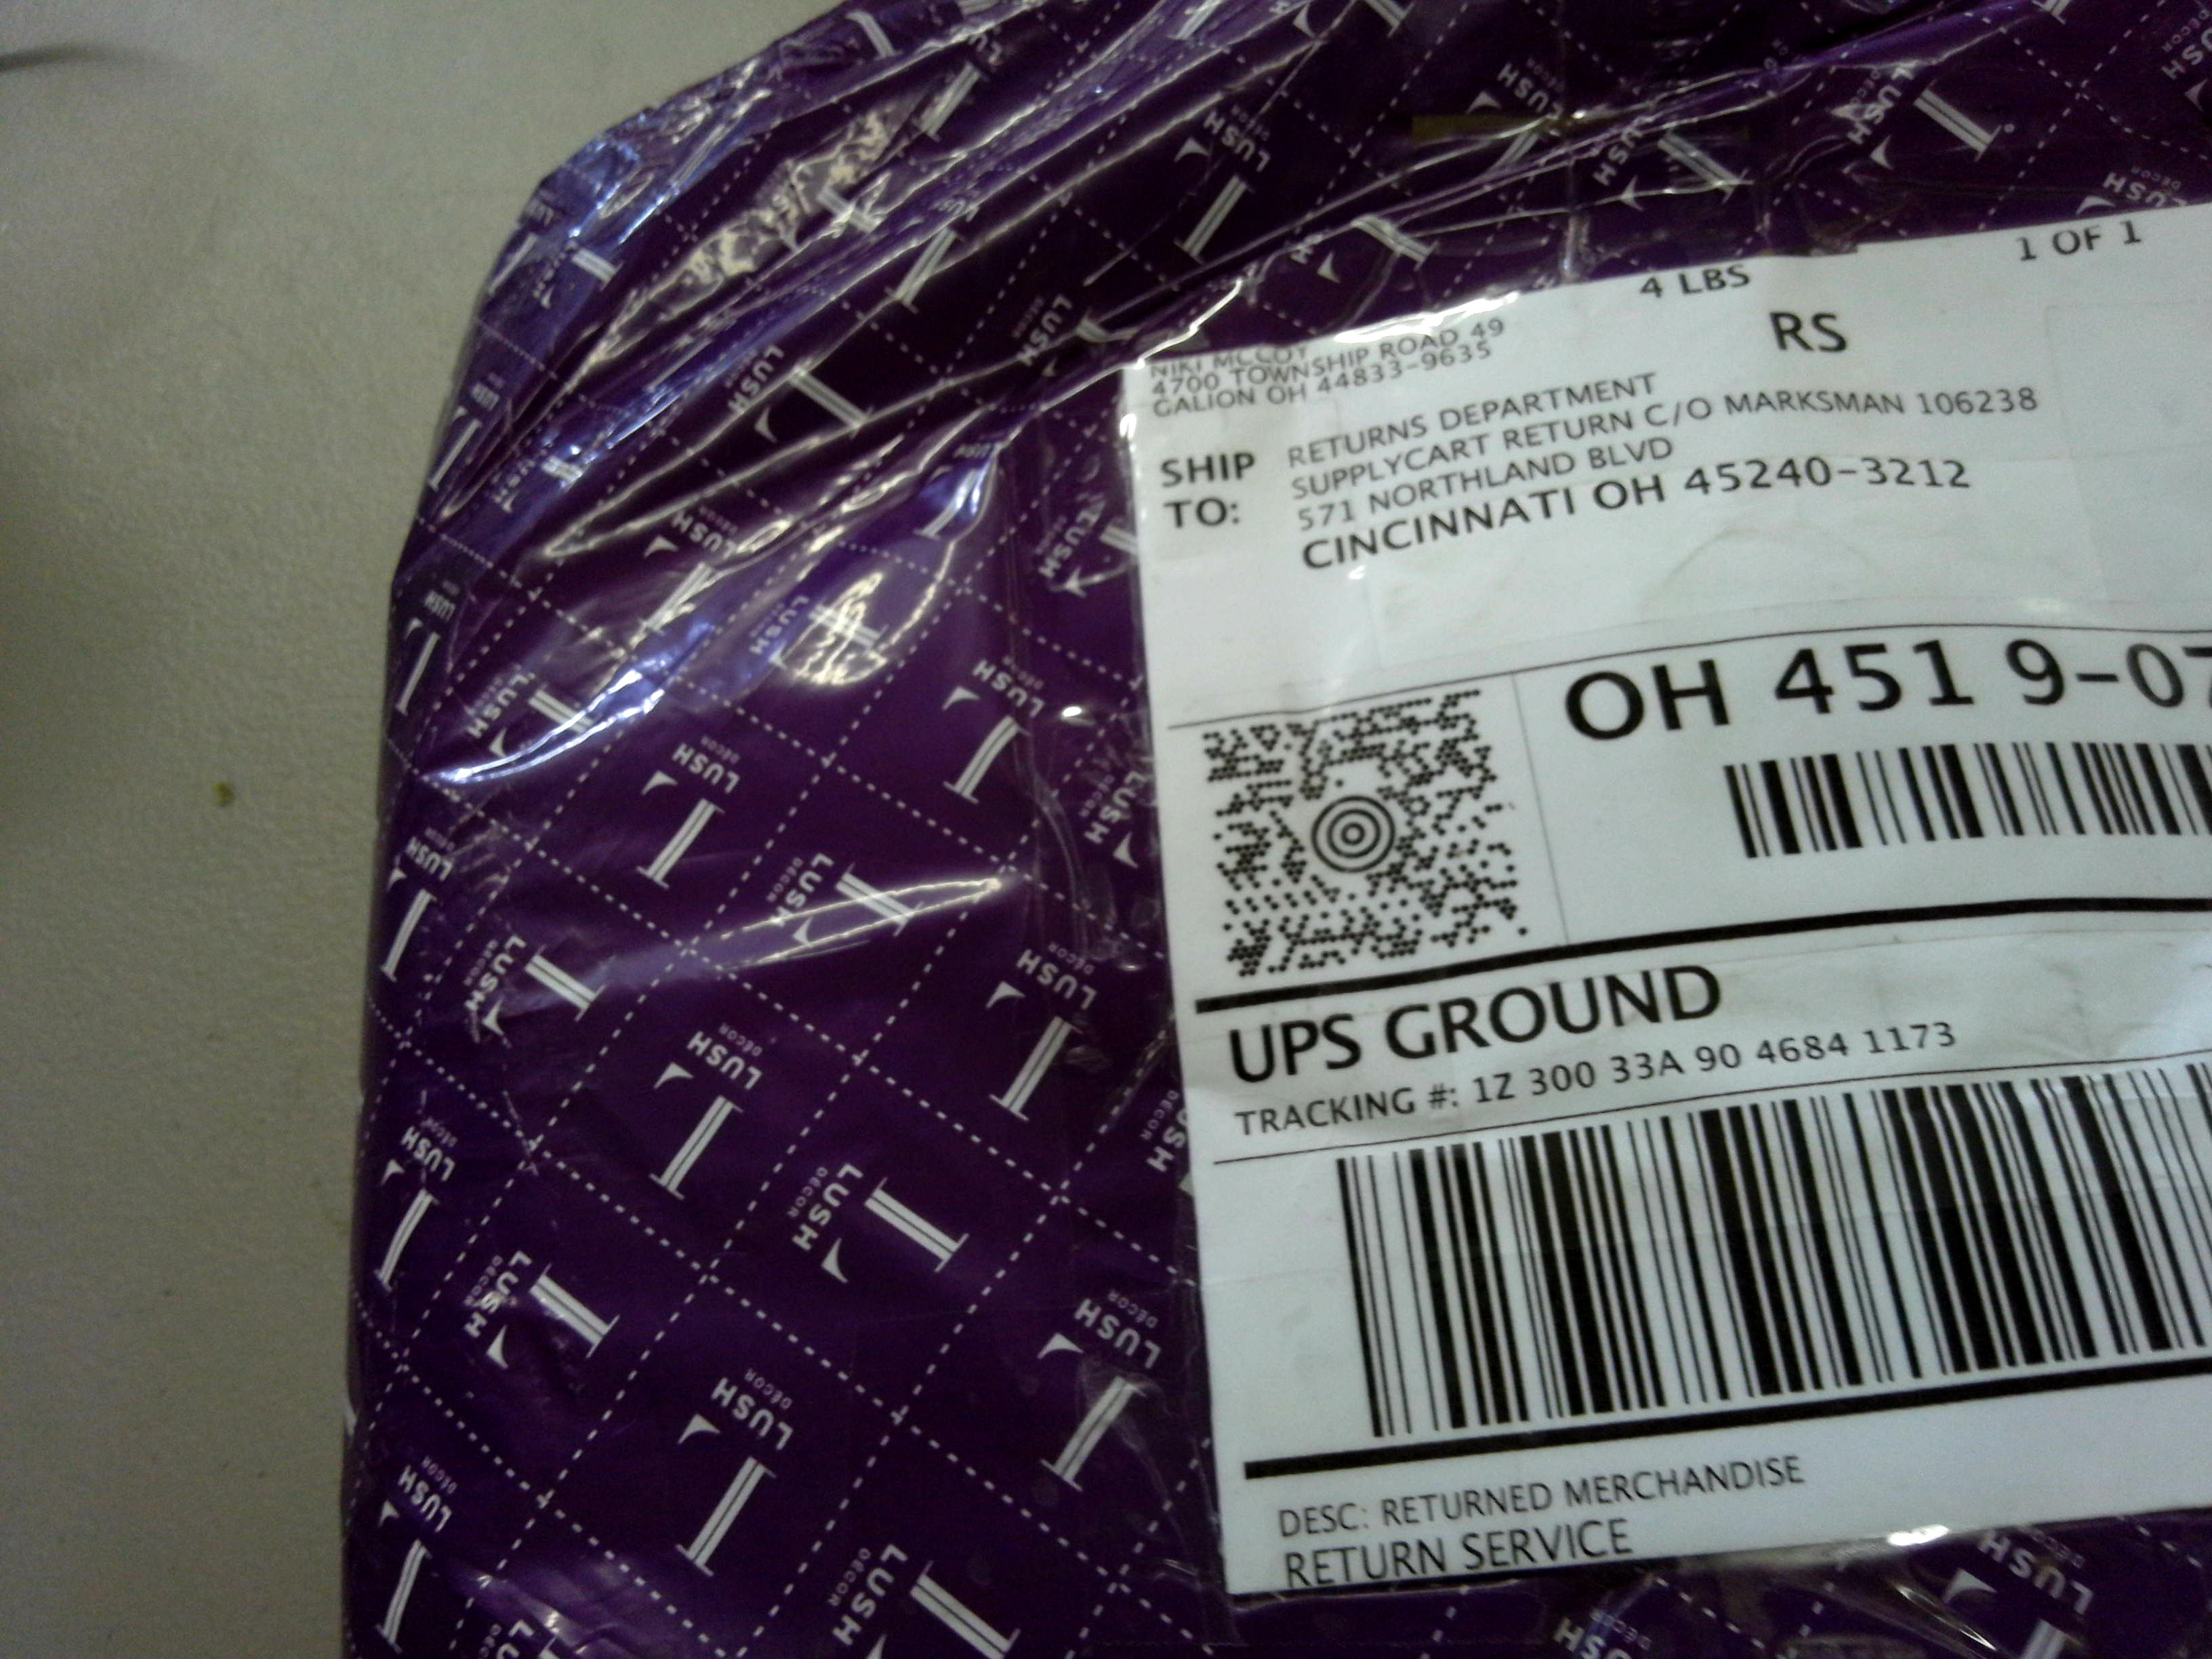 1 OF 1
4 LBS
RS
NIKI MCCOY
4700 TOWNSHIP ROAD 49
GALION OH 44833-9635
SHIP TO:
RETURNS DEPARTMENT
SUPPLYCART RETURN C/O MARKSMAN 106238
571 NORTHLAND BLVD
CINCINNATI OH 45240-3212
OH 451 9-07
UPS GROUND
TRACKING #: 1Z 300 33A 90 4684 1173
DESC: RETURNED MERCHANDISE
RETURN SERVICE
L
LUSH
DÉCOR